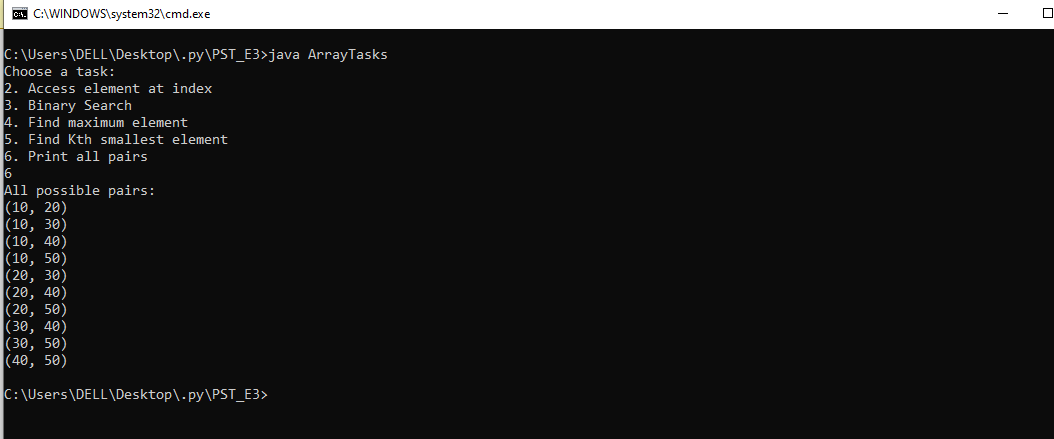 C:\WINDOWS\system32\cmd.exe
C:\Users\DELL\Desktop\.py\PST_E3>java ArrayTasks
Choose a task:
2. Access element at index
3. Binary Search
4. Find maximum element
5. Find Kth smallest element
6. Print all pairs
6
All possible pairs:
(10, 20)
(10, 30)
(10, 40)
(10, 50)
(20, 30)
(20, 40)
(20, 50)
(30, 40)
(30, 50)
(40, 50)
C:\Users\DELL\Desktop\.py\PST_E3>